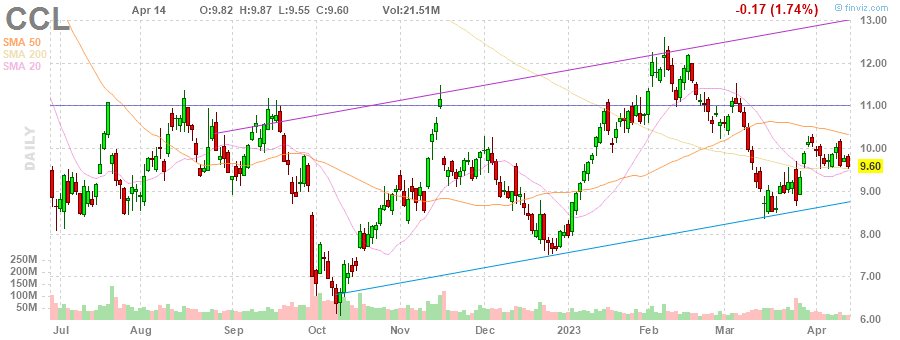 CCL
Apr 14 O:9.82 H:9.87 L:9.55 C:9.60 Vol:21.51M
-0.17 (1.74%)
© finviz.com
SMA 50
SMA 200
SMA 20
DAILY
13.00
12.00
11.00
10.00
9.60
9.00
8.00
7.00
6.00
250M
200M
150M
100M
50M
Jul Aug Sep Oct Nov Dec 2023 Feb Mar Apr